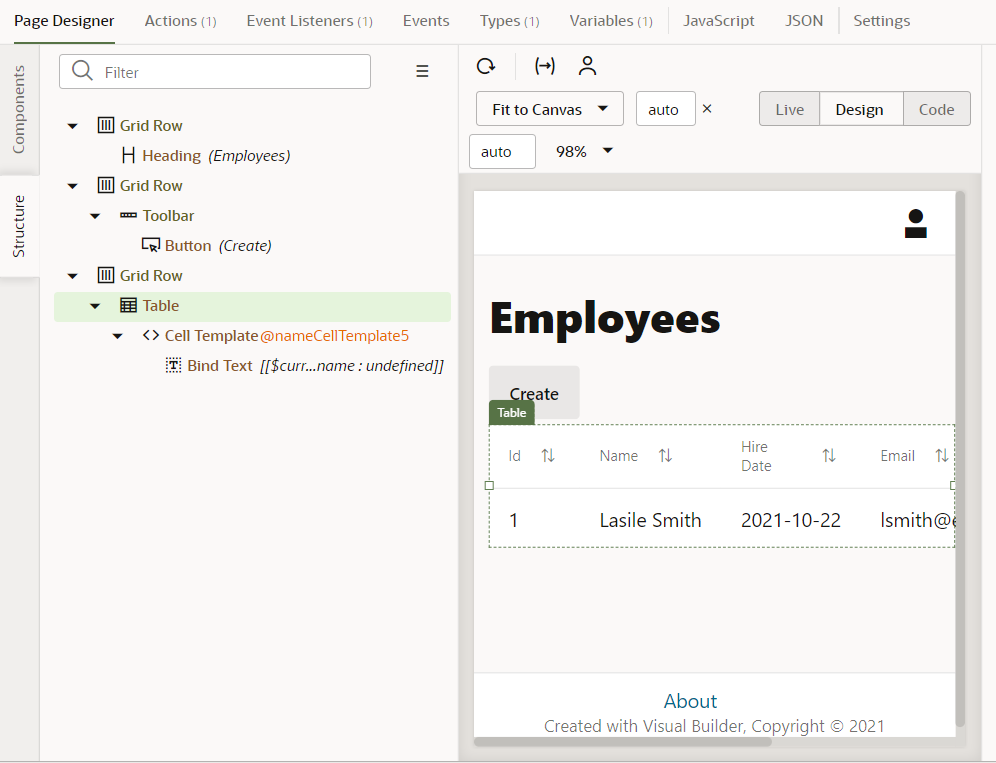 Page Designer Actions (1) Event Listeners (1) Events Types (1) Variables (1) JavaScript JSON Settings
Components
Structure
Filter
Grid Row
Heading (Employees)
Grid Row
Toolbar
Button (Create)
Grid Row
Table
Cell Template @nameCellTemplate5
Bind Text [[$curr...name : undefined]]
Fit to Canvas auto × Live Design Code
auto 98%
Employees
Create
Table
Id Name Hire Date Email
1 Lasile Smith 2021-10-22 lsmith@e
About
Created with Visual Builder, Copyright © 2021